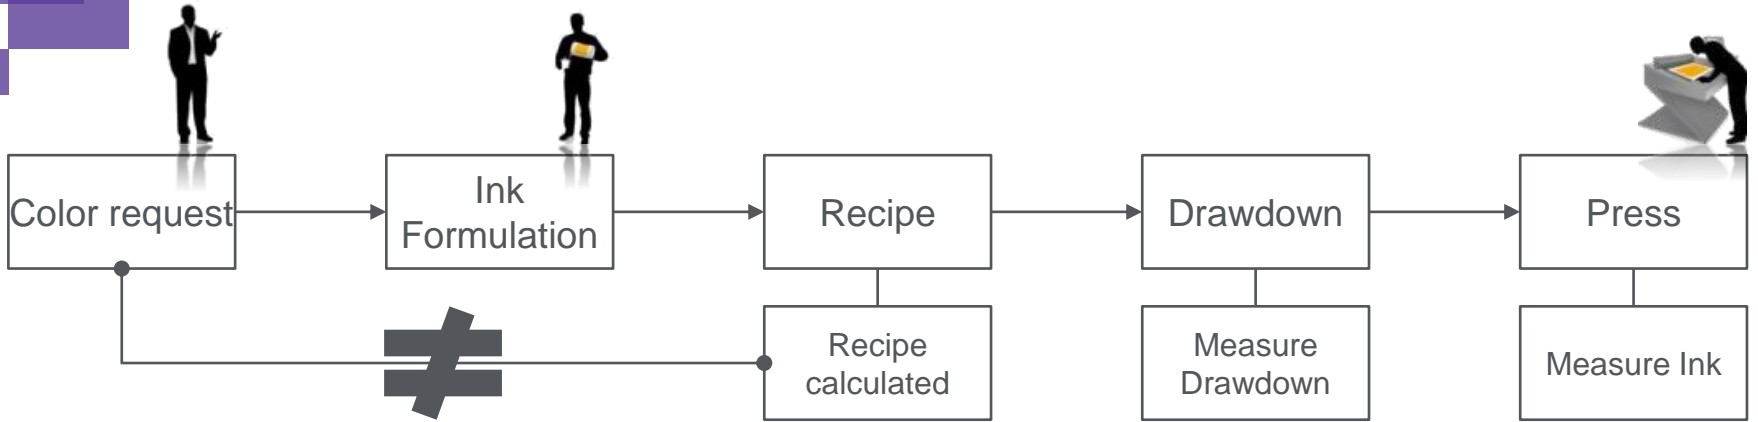 Color request
Ink
Formulation
Recipe
Drawdown
Press
Recipe
calculated
Measure
Drawdown
Measure Ink